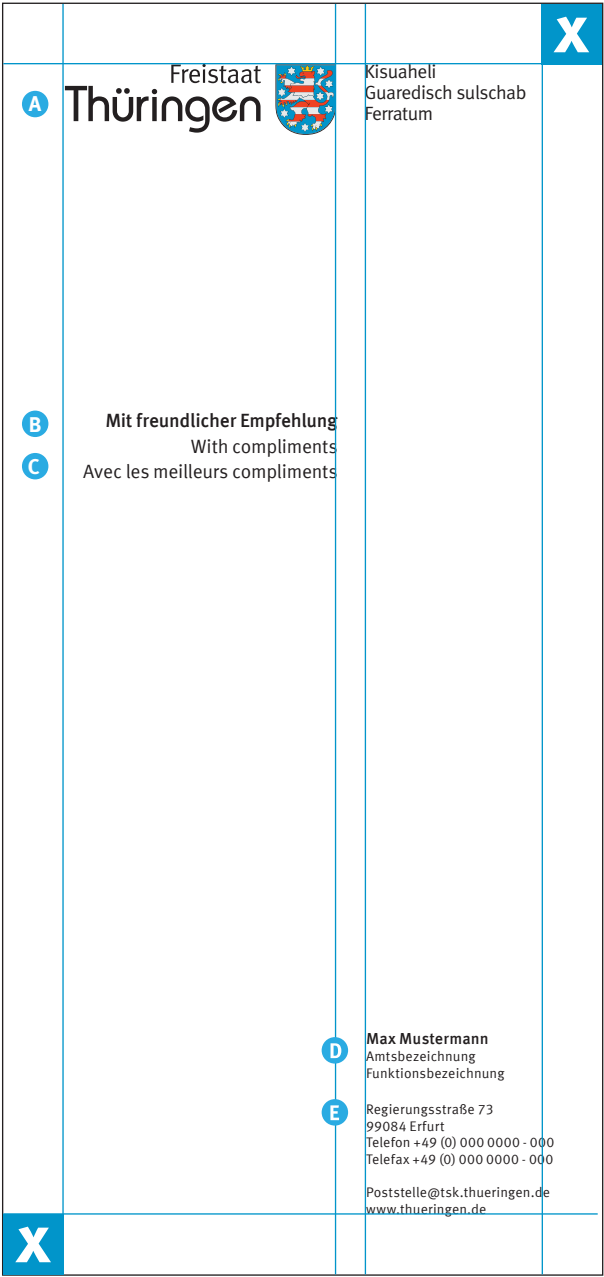 X
A
Freistaat
Thüringen
Kisuaheli
Guaredisch sulschab
Ferratum
B
Mit freundlicher Empfehlung
With compliments
C
Avec les meilleurs compliments
D
Max Mustermann
Amtsbezeichnung
Funktionsbezeichnung
E
Regierungsstraße 73
99084 Erfurt
Telefon +49 (0) 000 0000 - 000
Telefax +49 (0) 000 0000 - 000
Poststelle@tsk.thueringen.de
www.thueringen.de
X